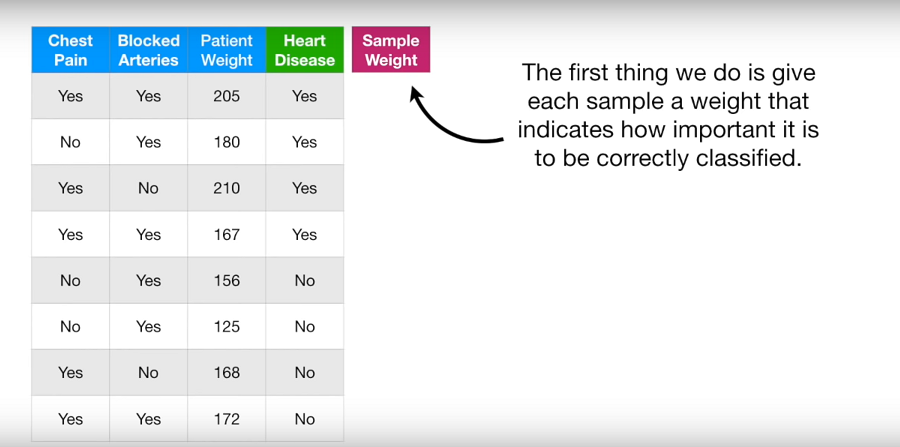 Chest Pain Blocked Arteries Patient Weight Heart Disease Sample Weight
Yes Yes 205 Yes
No Yes 180 Yes
Yes No 210 Yes
Yes Yes 167 Yes
No Yes 156 No
No Yes 125 No
Yes No 168 No
Yes Yes 172 No
The first thing we do is give
each sample a weight that
indicates how important it is
to be correctly classified.